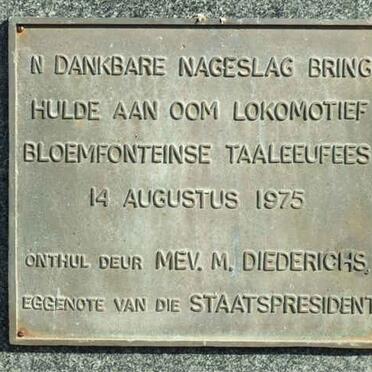 N DANKBARE NAGESLAG BRING
HULDE AAN OOM LOKOMOTIEF
BLOEMFONTEINSE TAALEEUFEES
14 AUGUSTUS 1975
ONTHUL DEUR MEV. M. DIEDERICHS,
EGGENOTE VAN DIE STAATSPRESIDENT